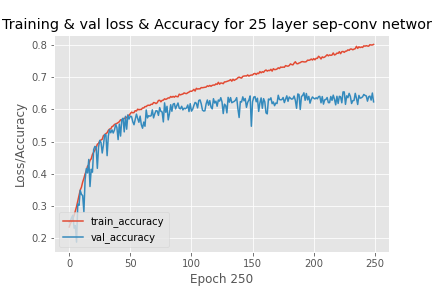 Training & val loss & Accuracy for 25 layer sep-conv networ
0.8
0.7
0.6
0.5
0.4
0.3
0.2
Loss/Accuracy
train_accuracy
val_accuracy
0 50 100 150 200 250
Epoch 250